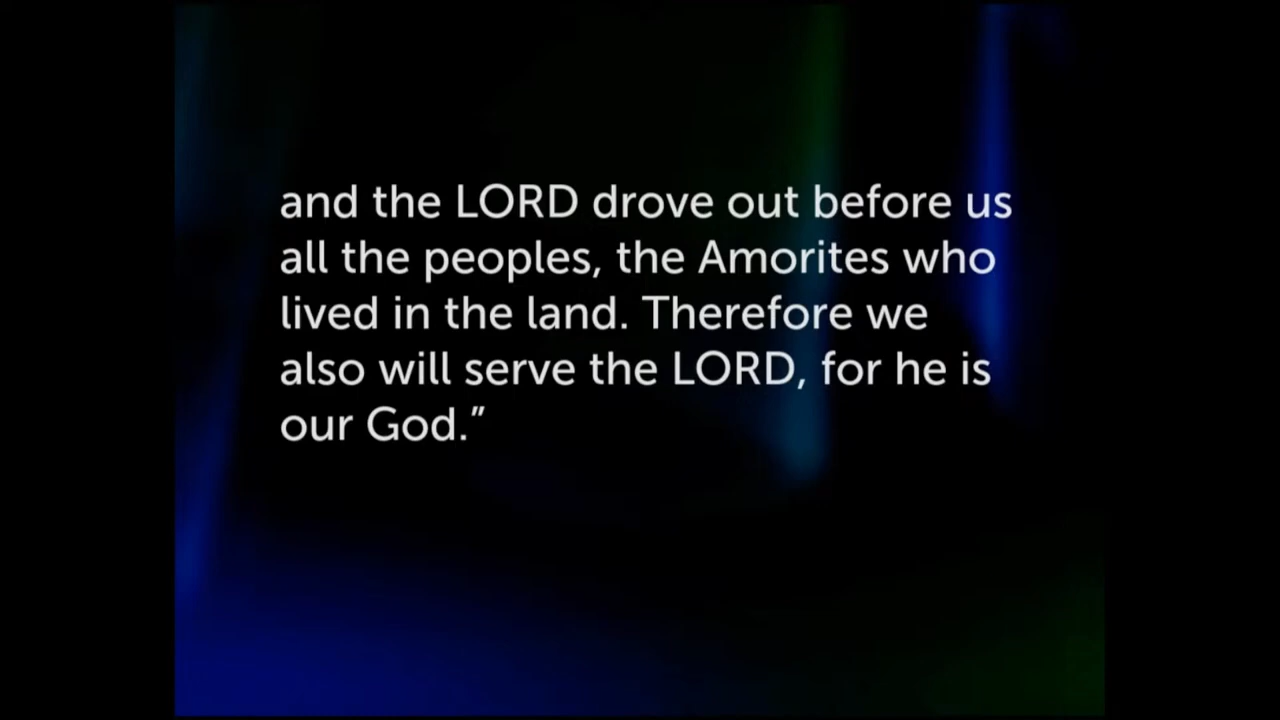 and the LORD drove out before us
all the peoples, the Amorites who
lived in the land. Therefore we
also will serve the LORD, for he is
our God.”